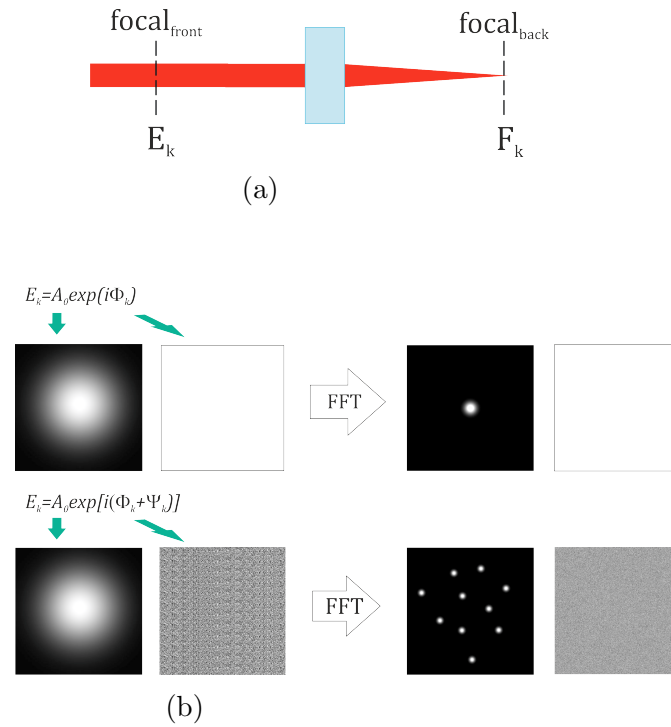 focal_front focal_back
E_k F_k
(a)
E_k=A_0exp(iΦ_k)
FFT
E_k=A_0exp[i(Φ_k+Ψ_k)]
FFT
(b)